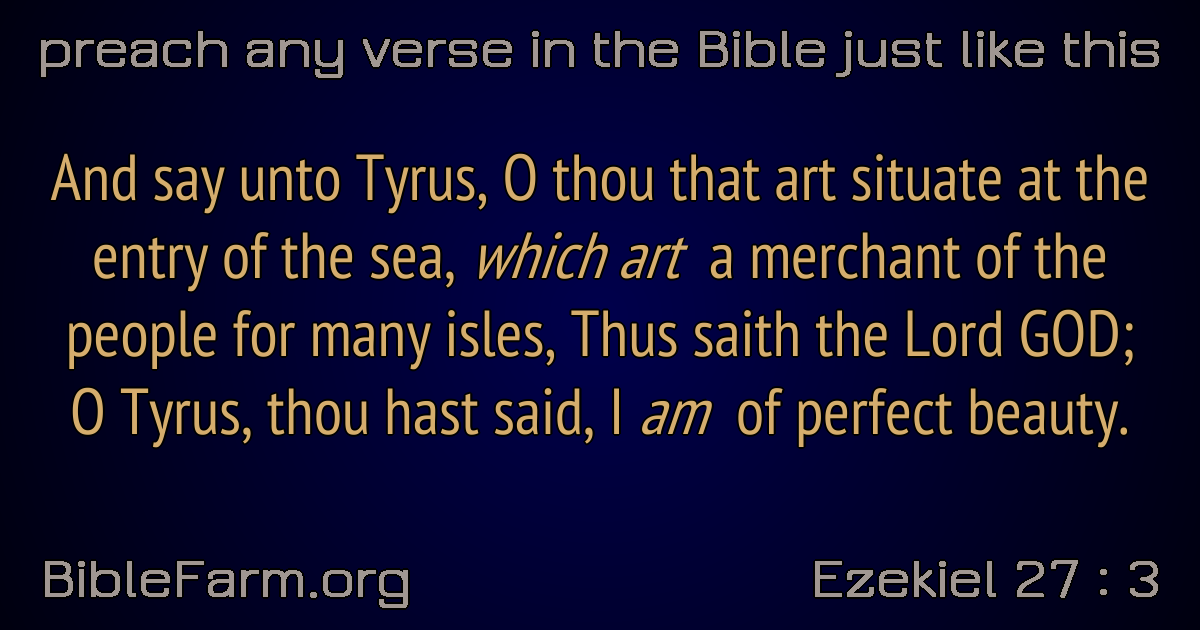 preach any verse in the Bible just like this
And say unto Tyrus, O thou that art situate at the
entry of the sea, which art a merchant of the
people for many isles, Thus saith the Lord GOD;
O Tyrus, thou hast said, I am of perfect beauty.
BibleFarm.org
Ezekiel 27 : 3